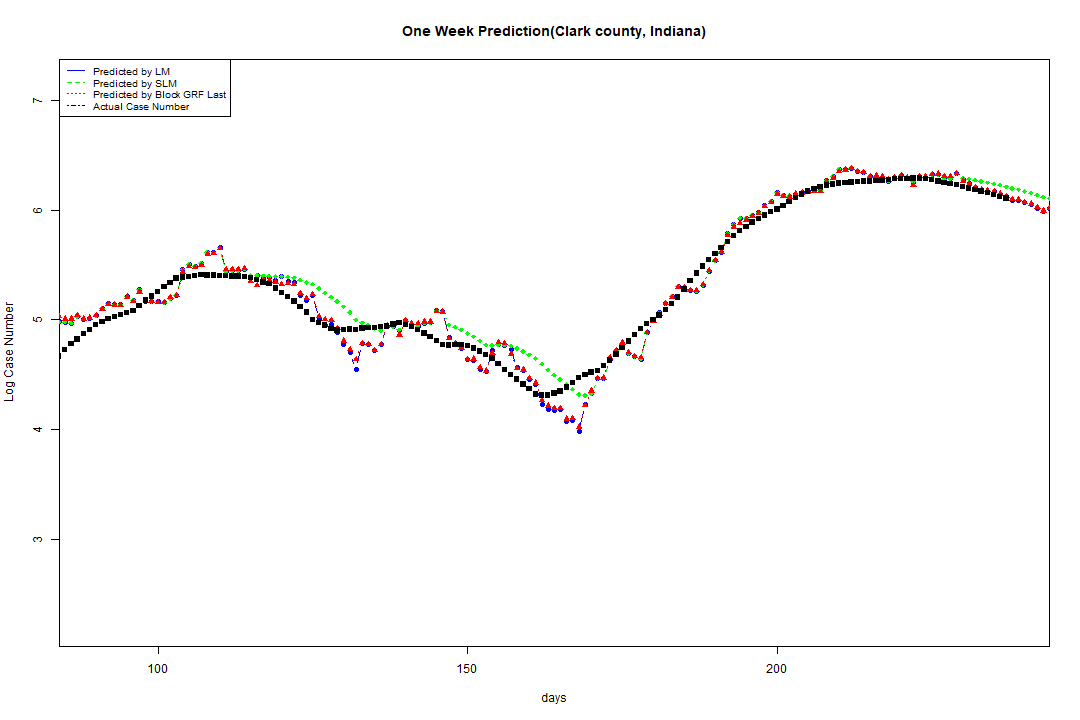 One Week Prediction(Clark county, Indiana)
Predicted by LM
Predicted by SLM
Predicted by Block GRF Last
Actual Case Number
7
6
5
4
3
Log Case Number
100
150
200
days